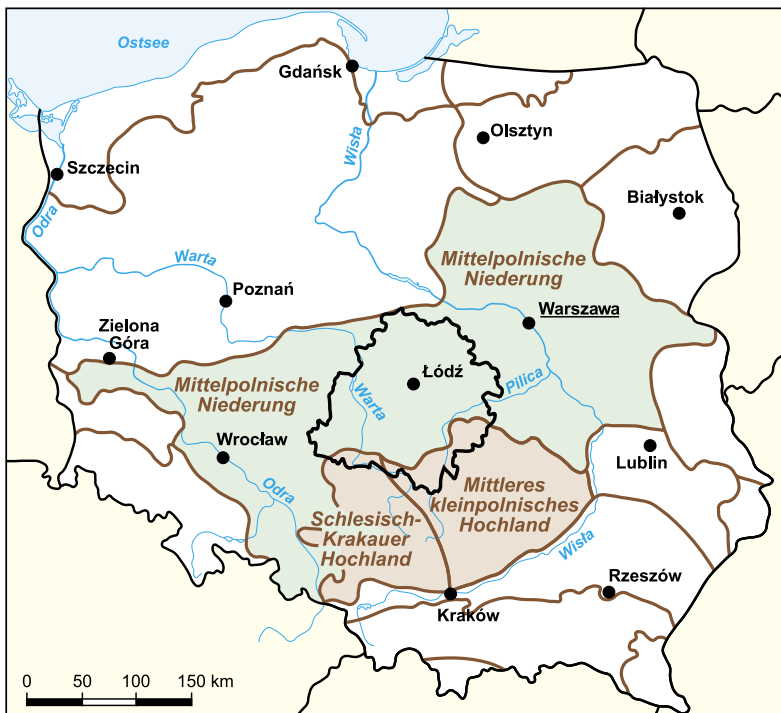 Ostsee
Gdańsk
Olsztyn
Wisła
Szczecin
Białystok
Odra
Warta
Mittelpolnische
Niederung
Poznań
Warszawa
Zielona
Góra
Łódź
Pilica
Warta
Mittelpolnische
Niederung
Wrocław
Lublin
Odra
Mittleres
kleinpolnisches
Hochland
Schlesisch-
Krakauer
Hochland
Wisła
Rzeszów
Kraków
0 50 100 150 km